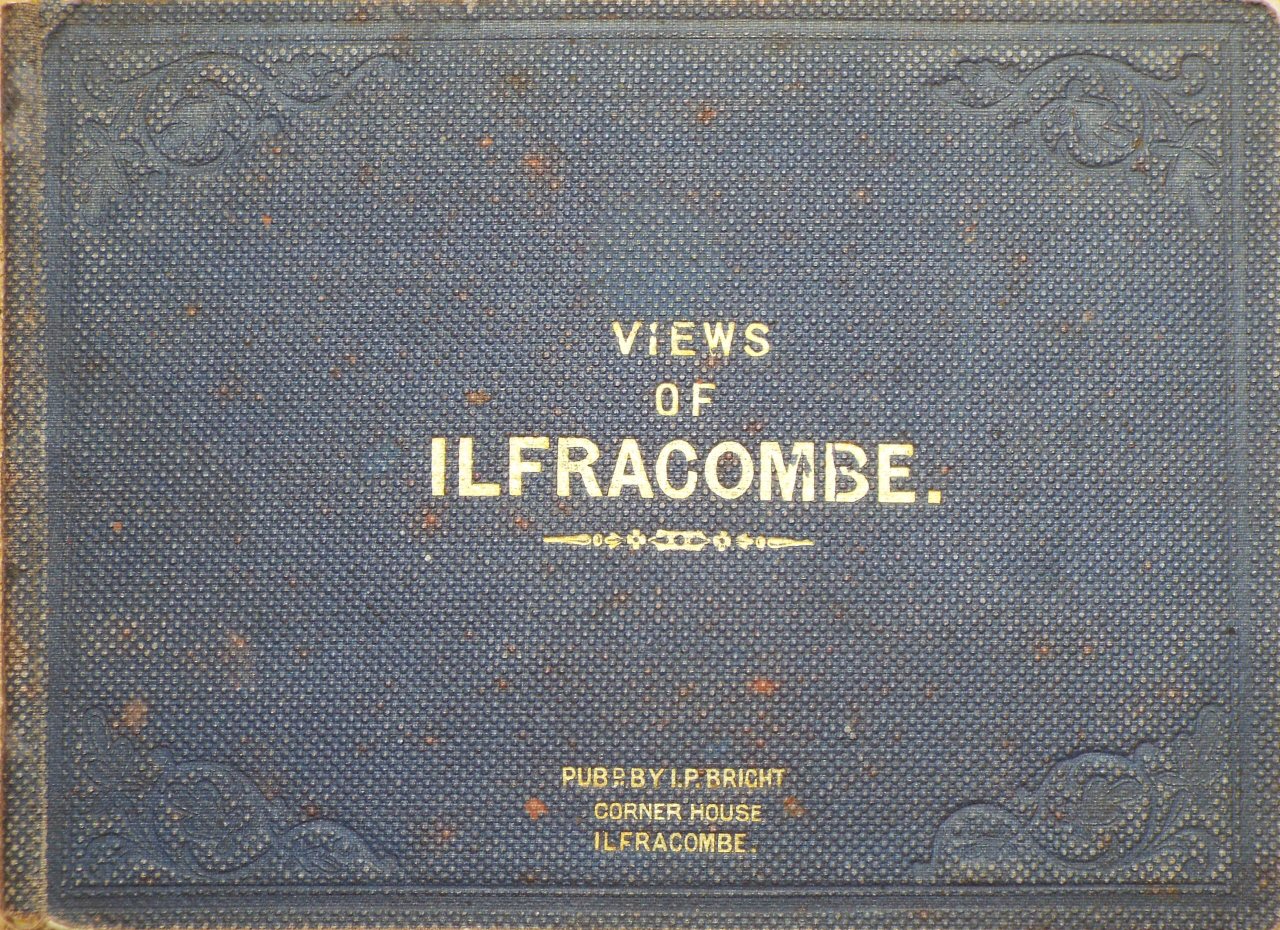 VIEWS
OF
ILFRACOMBE.
PUBD. BY I.P. BRIGHT
CORNER HOUSE
ILFRACOMBE.